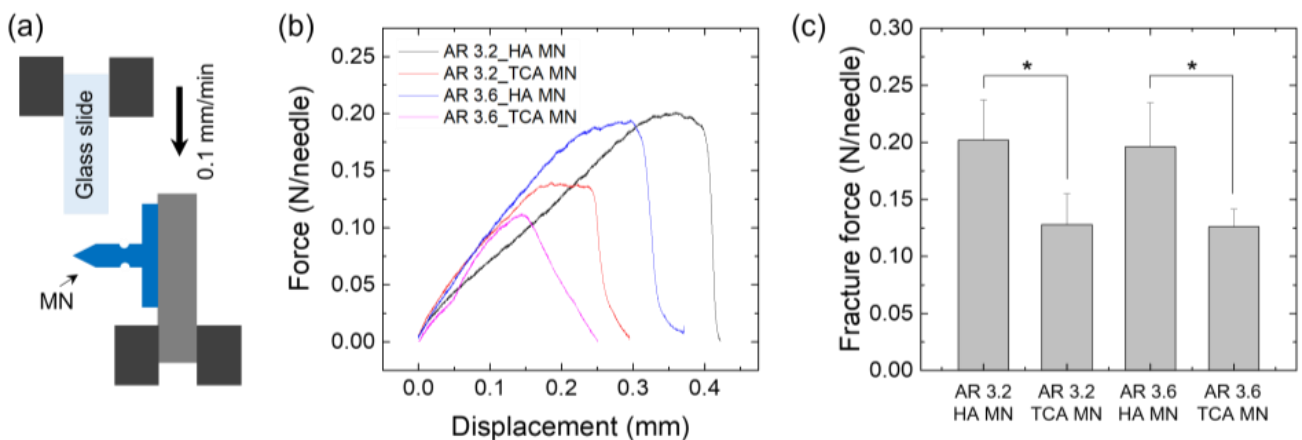 (a)
Glass slide
0.1 mm/min
MN
(b)
Force (N/needle)
0.25
0.20
0.15
0.10
0.05
0.00
AR 3.2_HA MN
AR 3.2_TCA MN
AR 3.6_HA MN
AR 3.6_TCA MN
0.0 0.1 0.2 0.3 0.4
Displacement (mm)
(c)
Fracture force (N/needle)
0.30
0.25
0.20
0.15
0.10
0.05
0.00
* *
AR 3.2 AR 3.2 AR 3.6 AR 3.6
HA MN TCA MN HA MN TCA MN